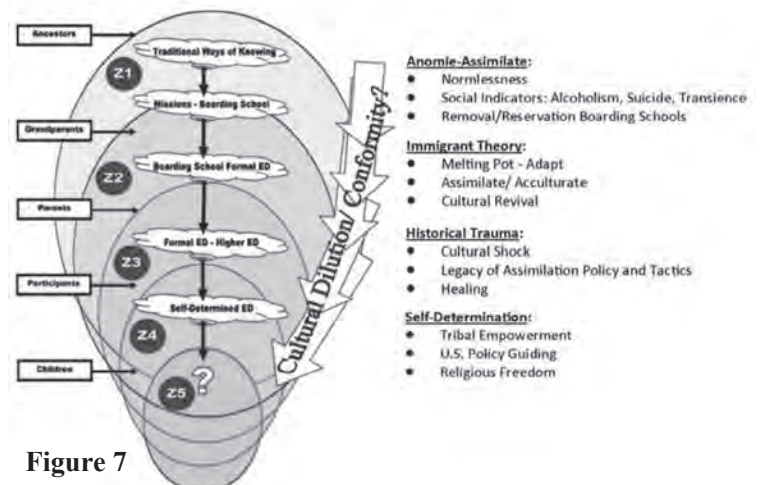 Ancestors
Traditional Ways of Knowing
Z1
Missions - Boarding School
Grandparents
Z2
Boarding School Formal ED
Parents
Z3
Formal ED - Higher ED
Participants
Self-Determined ED
Z4
Children
Z5
?
Cultural Dilution/ Conformity?
Anomie-Assimilate:
● Normlessness
● Social Indicators: Alcoholism, Suicide, Transience
● Removal/Reservation Boarding Schools
Immigrant Theory:
● Melting Pot - Adapt
● Assimilate/ Acculturate
● Cultural Revival
Historical Trauma:
● Cultural Shock
● Legacy of Assimilation Policy and Tactics
● Healing
Self-Determination:
● Tribal Empowerment
● U.S. Policy Guiding
● Religious Freedom
Figure 7